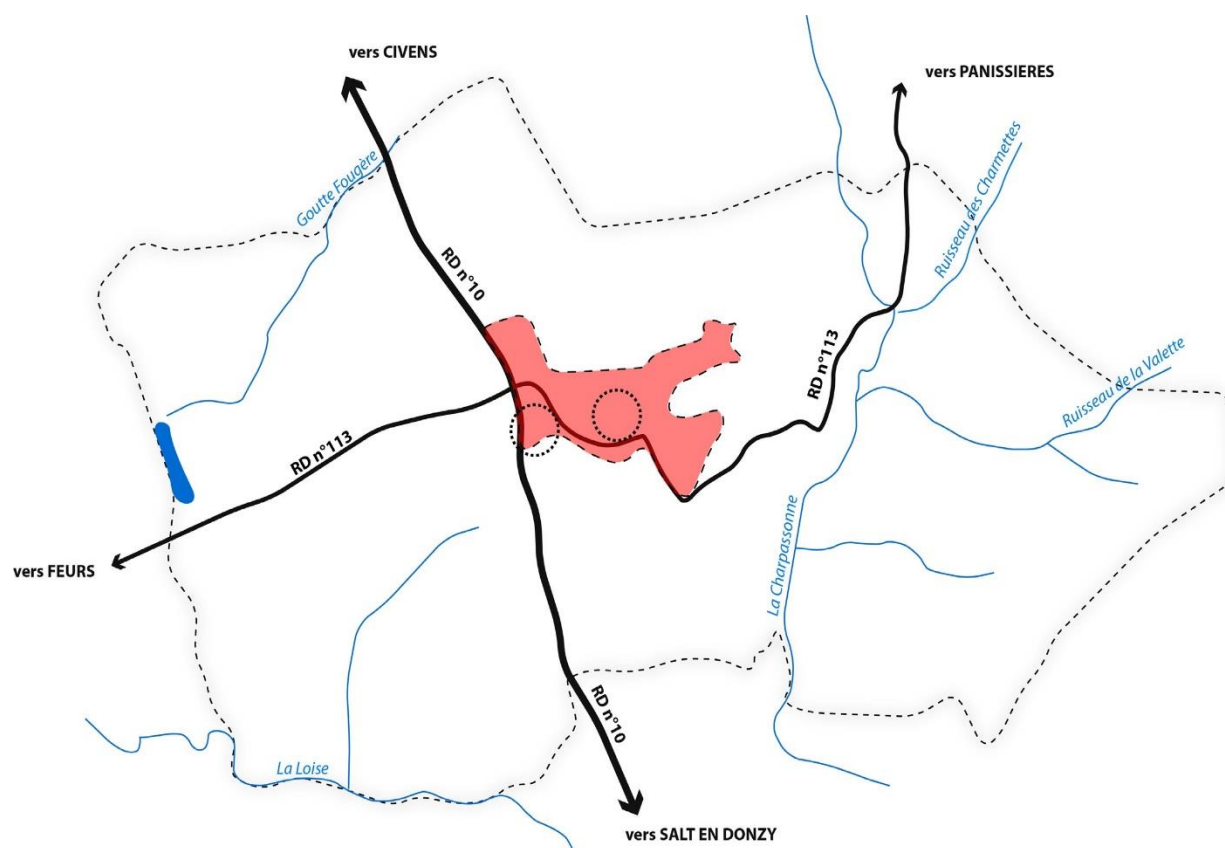 vers CIVENS
vers PANISSIERES
Goutte Fougère
Ruisseau des Charmettes
RD n°10
RD n°113
Ruisseau de la Valette
RD n°113
vers FEURS
La Charpassonne
RD n°10
La Loise
vers SALT EN DONZY